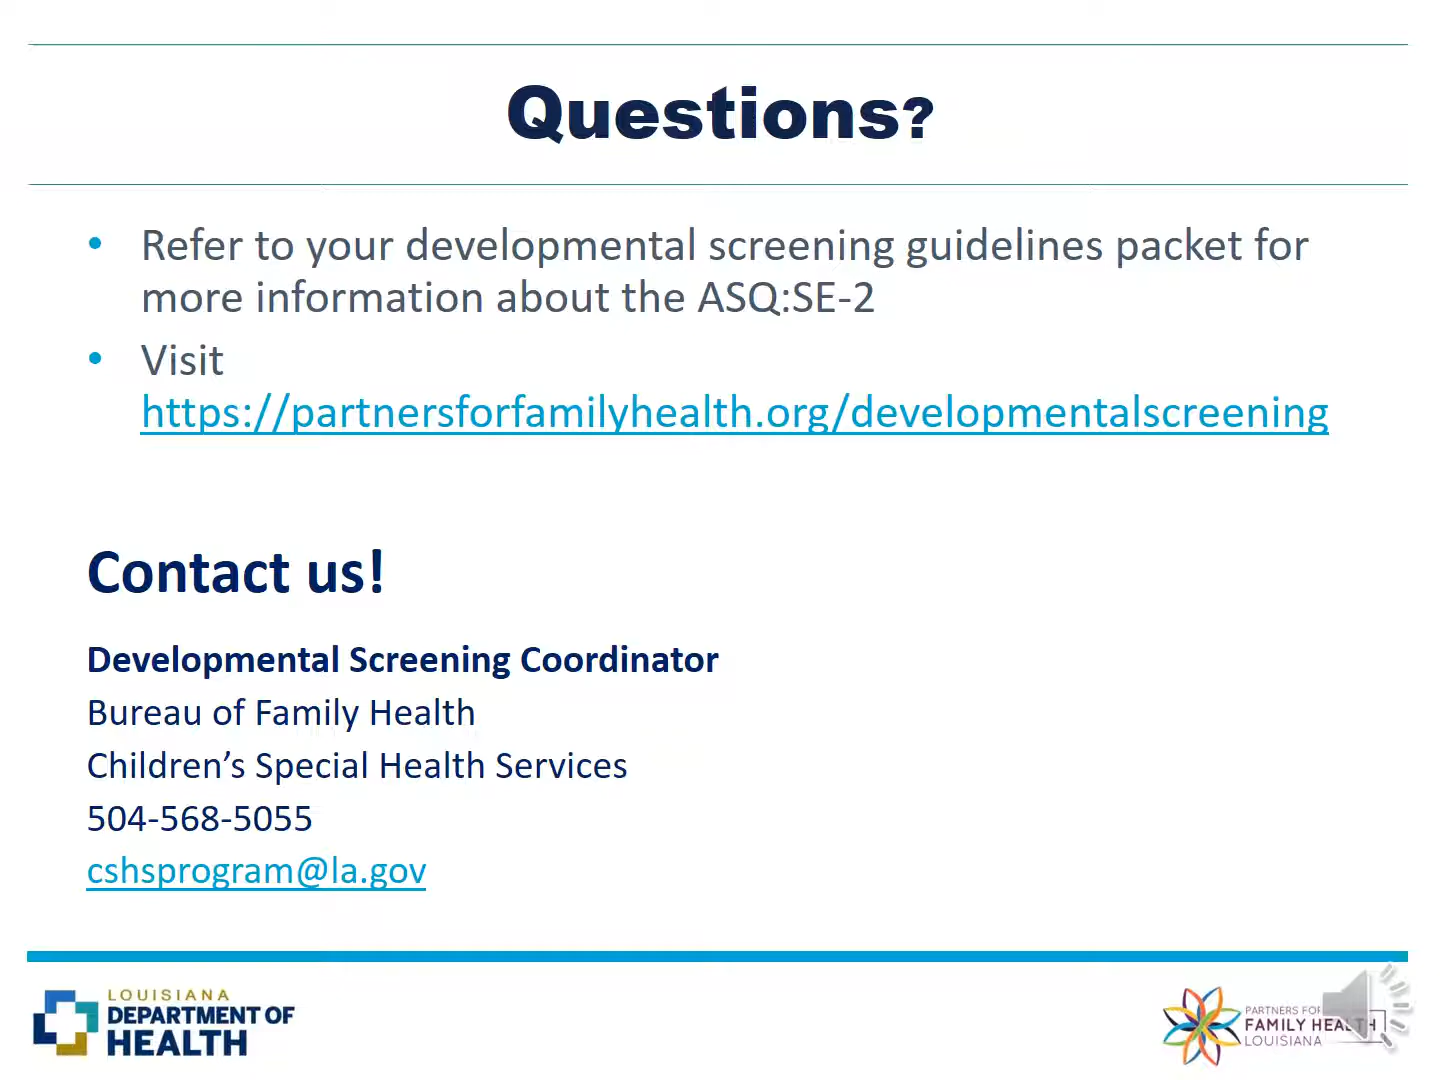 Questions?
• Refer to your developmental screening guidelines packet for
more information about the ASQ:SE-2
• Visit
https://partnersforfamilyhealth.org/developmentalscreening
Contact us!
Developmental Screening Coordinator
Bureau of Family Health
Children’s Special Health Services
504-568-5055
cshsprogram@la.gov
LOUISIANA
DEPARTMENT OF
HEALTH
PARTNERS FOR
FAMILY HEALTH
LOUISIANA